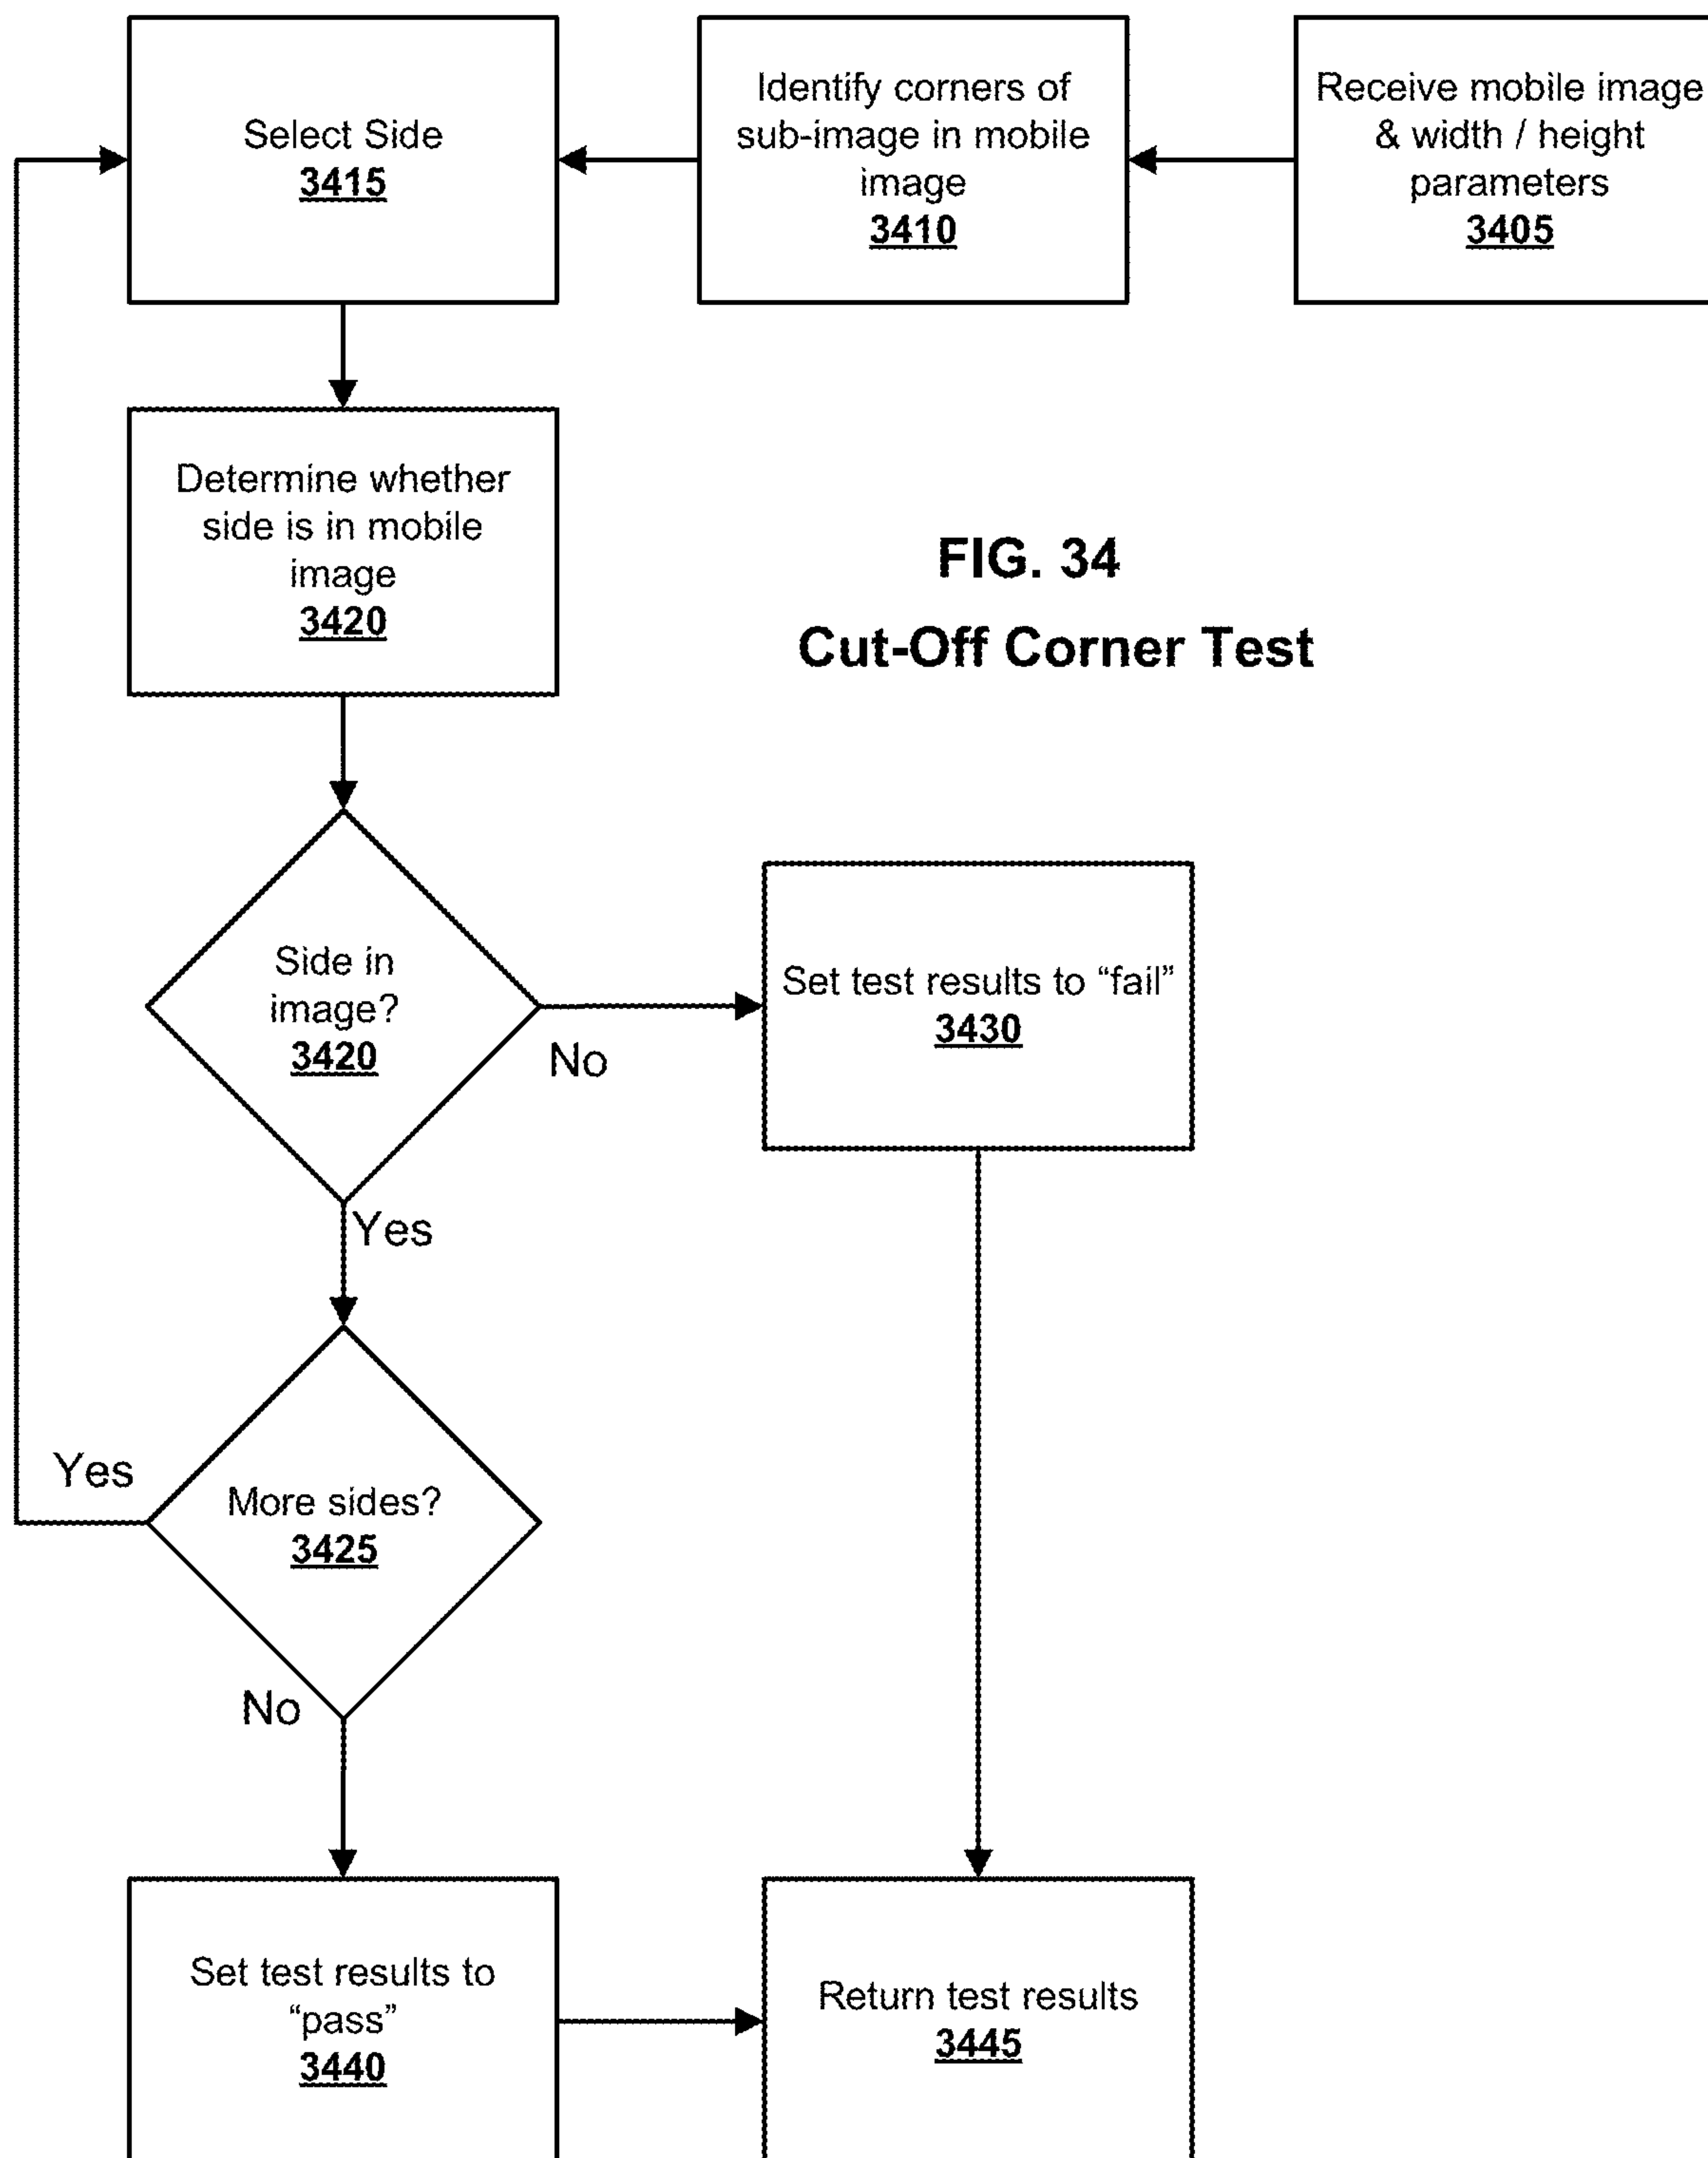 Select Side
3415
Identify corners of
sub-image in mobile
image
3410
Receive mobile image
& width / height
parameters
3405
Determine whether
side is in mobile
image
3420
FIG. 34
Cut-Off Corner Test
Side in
image?
3420
No
Set test results to “fail”
3430
Yes
Yes
More sides?
3425
No
Set test results to
“pass”
3440
Return test results
3445